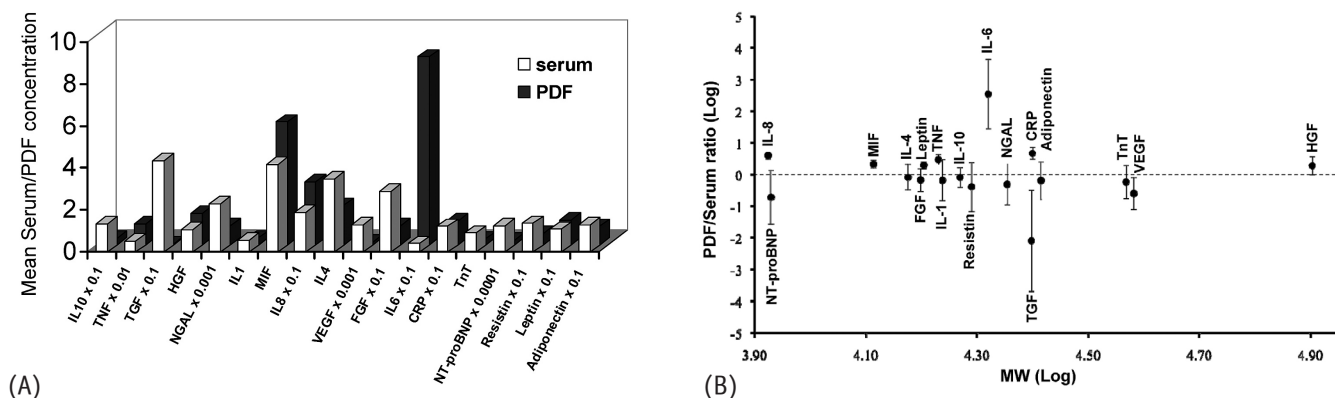 10
8
6
4
2
0
Mean Serum/PDF concentration
serum
PDF
IL10 x 0.1
TNF x 0.01
TGF x 0.1
HGF
NGAL x 0.001
IL1
MIF
IL8 x 0.1
IL4
VEGF x 0.001
FGF x 0.1
IL6 x 0.1
CRP x 0.1
TnT
NT-proBNP x 0.0001
Resistin x 0.1
Leptin x 0.1
Adiponectin x 0.1
(A)
5
4
3
2
1
0
-1
-2
-3
-4
-5
PDF/Serum ratio (Log)
IL-8
NT-proBNP
MIF
IL-4
FGF
Leptin
TNF
IL-1
IL-10
Resistin
IL-6
NGAL
TGF
CRP
Adiponectin
TnT
VEGF
HGF
3.90 4.10 4.30 4.50 4.70 4.90
MW (Log)
(B)